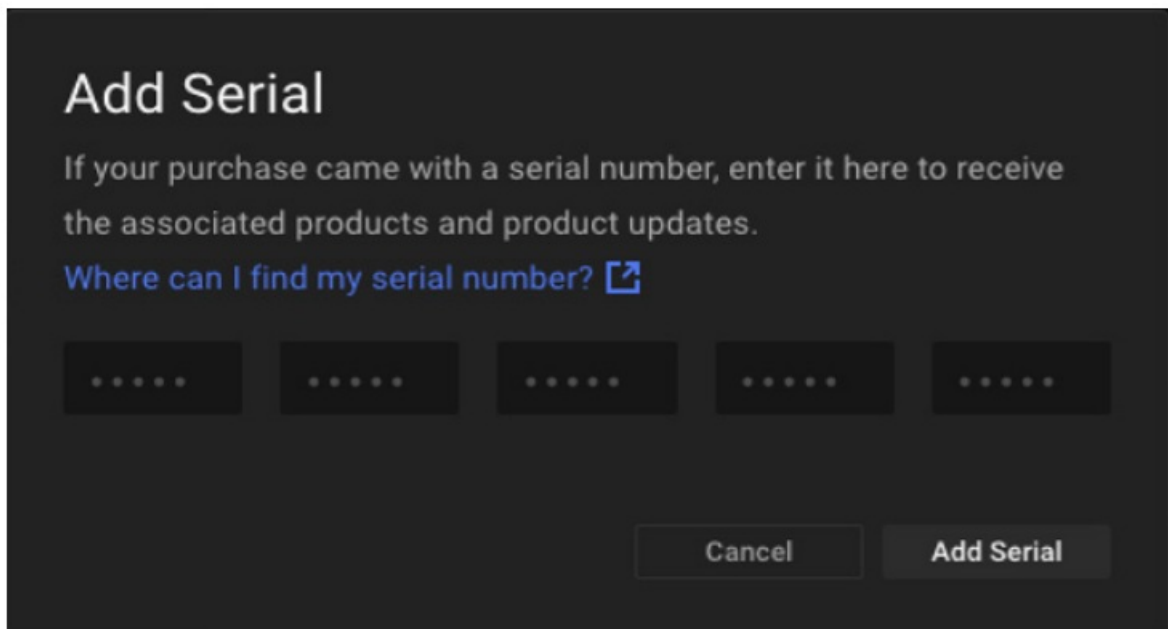 Add Serial
If your purchase came with a serial number, enter it here to receive
the associated products and product updates.
Where can I find my serial number?
Cancel
Add Serial